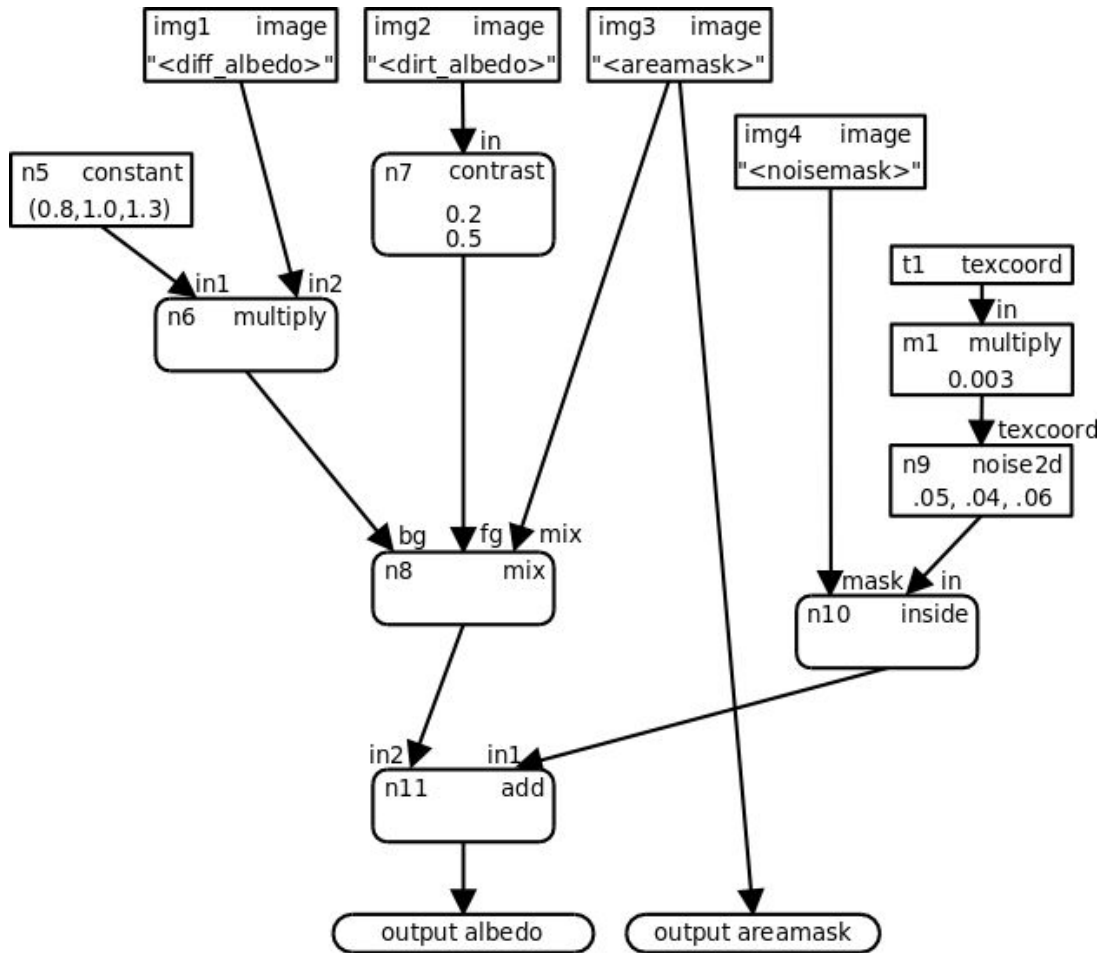 img1 image
"<diff_albedo>"
img2 image
"<dirt_albedo>"
img3 image
"<areamask>"
img4 image
"<noisemask>"
n5 constant
(0.8,1.0,1.3)
in
n7 contrast
0.2
0.5
t1 texcoord
in
in1
in2
n6 multiply
m1 multiply
0.003
texcoord
n9 noise2d
.05, .04, .06
bg
fg
mix
n8 mix
mask
in
n10 inside
in2
in1
n11 add
output albedo
output areamask